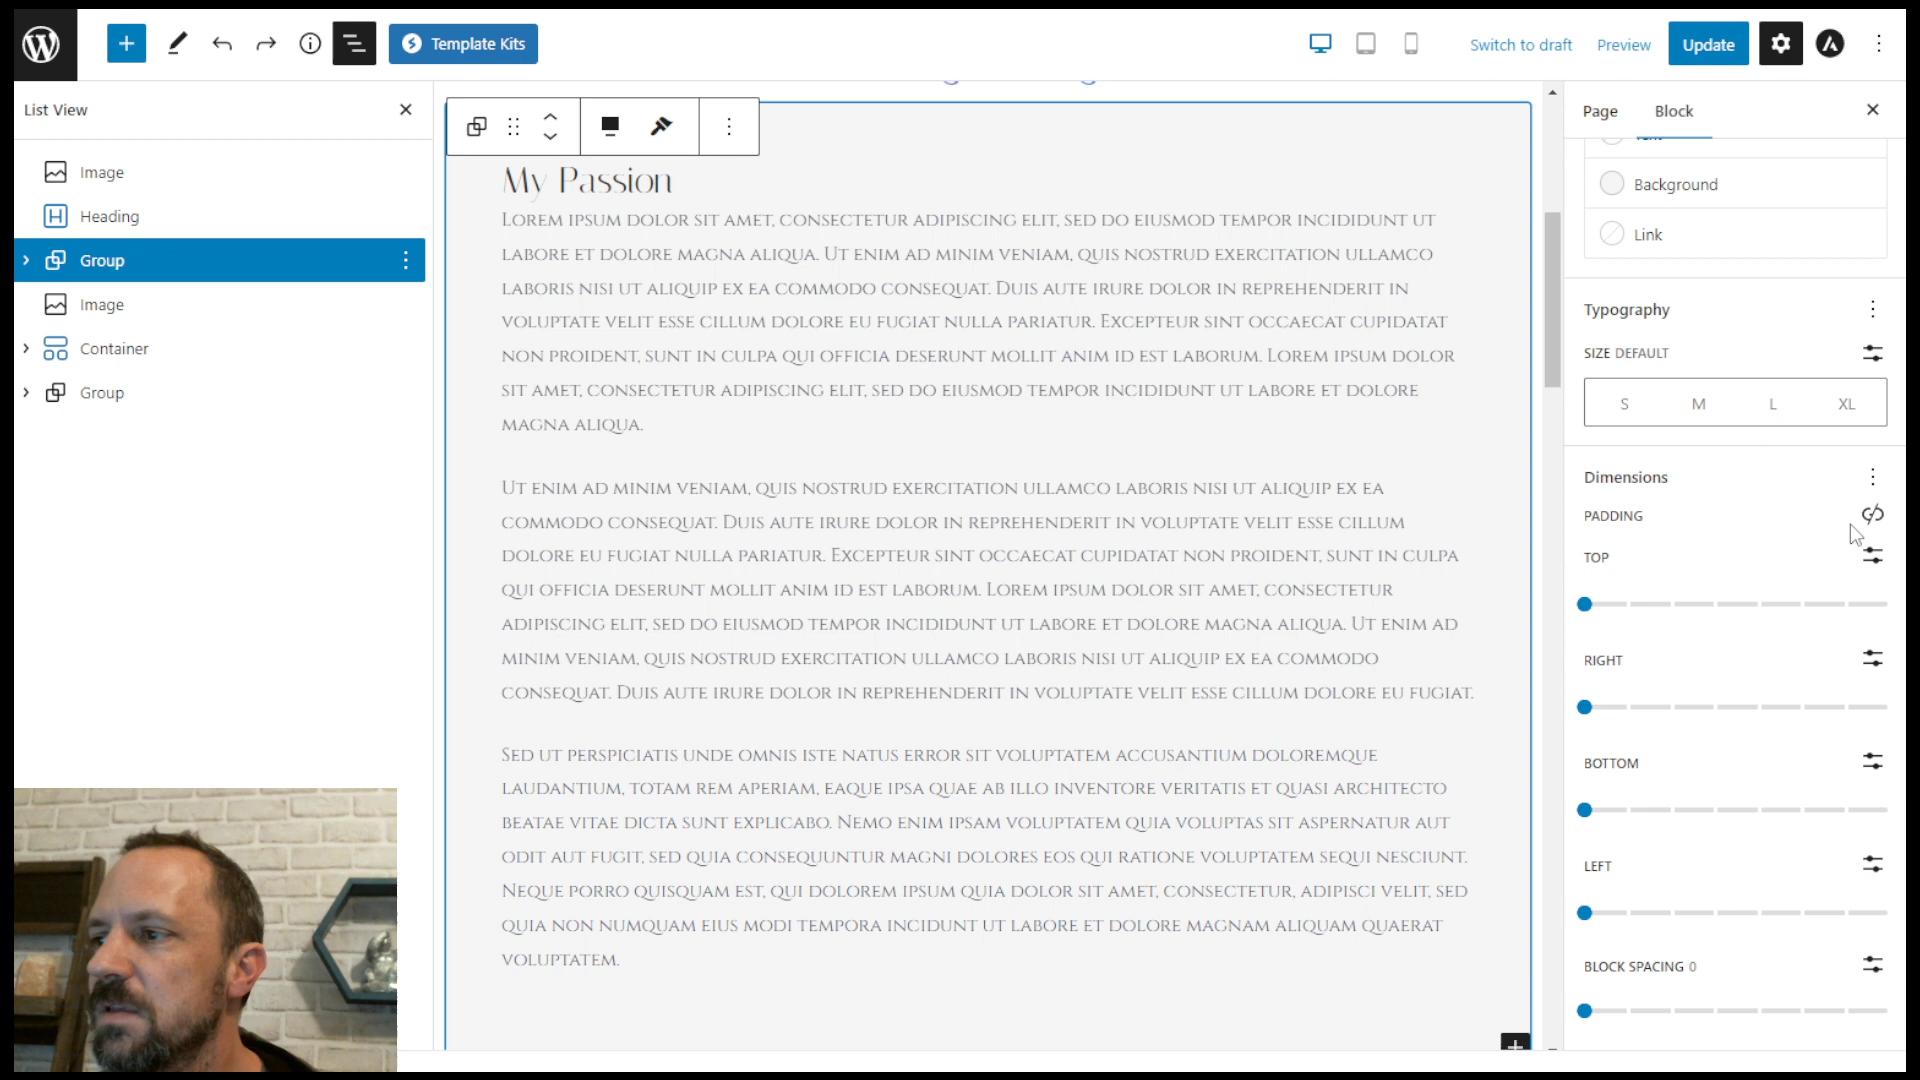 Template Kits
Switch to draft
Preview
Update
List View
Image
Heading
Group
Image
Container
Group
My Passion
Lorem ipsum dolor sit amet, consectetur adipiscing elit, sed do eiusmod tempor incididunt ut
labore et dolore magna aliqua. Ut enim ad minim veniam, quis nostrud exercitation ullamco
laboris nisi ut aliquip ex ea commodo consequat. Duis aute irure dolor in reprehenderit in
voluptate velit esse cillum dolore eu fugiat nulla pariatur. Excepteur sint occaecat cupidatat
non proident, sunt in culpa qui officia deserunt mollit anim id est laborum. Lorem ipsum dolor
sit amet, consectetur adipiscing elit, sed do eiusmod tempor incididunt ut labore et dolore
magna aliqua.
Ut enim ad minim veniam, quis nostrud exercitation ullamco laboris nisi ut aliquip ex ea
commodo consequat. Duis aute irure dolor in reprehenderit in voluptate velit esse cillum
dolore eu fugiat nulla pariatur. Excepteur sint occaecat cupidatat non proident, sunt in culpa
qui officia deserunt mollit anim id est laborum. Lorem ipsum dolor sit amet, consectetur
adipiscing elit, sed do eiusmod tempor incididunt ut labore et dolore magna aliqua. Ut enim ad
minim veniam, quis nostrud exercitation ullamco laboris nisi ut aliquip ex ea commodo
consequat. Duis aute irure dolor in reprehenderit in voluptate velit esse cillum dolore eu fugiat.
Sed ut perspiciatis unde omnis iste natus error sit voluptatem accusantium doloremque
laudantium, totam rem aperiam, eaque ipsa quae ab illo inventore veritatis et quasi architecto
beatae vitae dicta sunt explicabo. Nemo enim ipsam voluptatem quia voluptas sit aspernatur aut
odit aut fugit, sed quia consequuntur magni dolores eos qui ratione voluptatem sequi nesciunt.
Neque porro quisquam est, qui dolorem ipsum quia dolor sit amet, consectetur, adipisci velit, sed
quia non numquam eius modi tempora incidunt ut labore et dolore magnam aliquam quaerat
voluptatem.
Page
Block
Background
Link
Typography
SIZE DEFAULT
S M L XL
Dimensions
PADDING
TOP
RIGHT
BOTTOM
LEFT
BLOCK SPACING 0